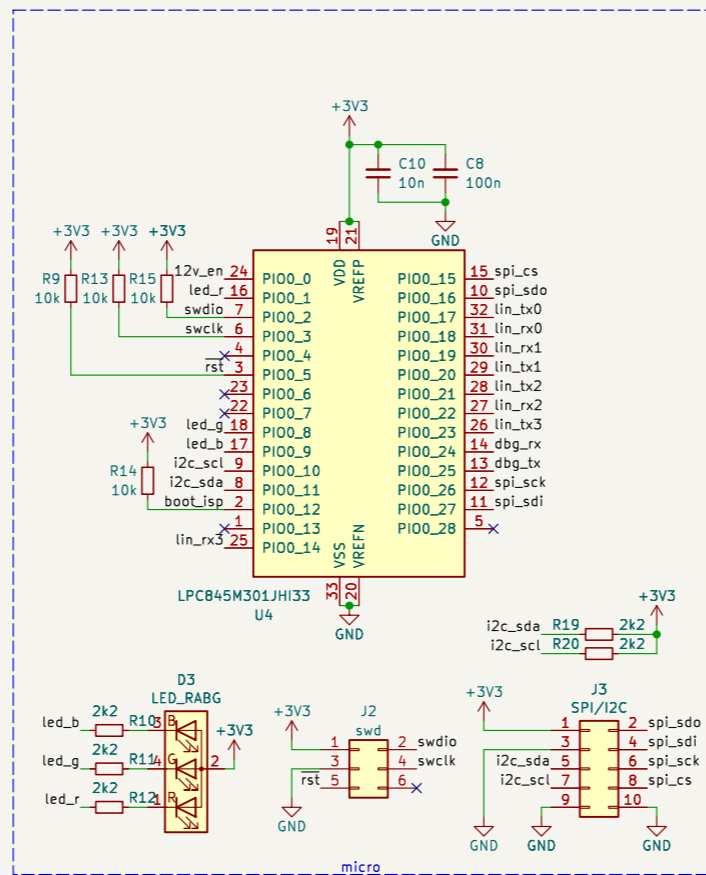 +3V3
C10
10n
C8
100n
GND
+3V3 +3V3 +3V3
R9
10k
R13
10k
R15
10k
19 21
VDD VREFP
12v_en 24 PIO0_0
led_r 16 PIO0_1
swdio 7 PIO0_2
swclk 6 PIO0_3
4 PIO0_4
rst 3 PIO0_5
23 PIO0_6
22 PIO0_7
led_g 18 PIO0_8
led_b 17 PIO0_9
i2c_scl 9 PIO0_10
i2c_sda 8 PIO0_11
boot_isp 2 PIO0_12
1 PIO0_13
lin_rx3 25 PIO0_14
+3V3
R14
10k
PIO0_15 15 spi_cs
PIO0_16 10 spi_sdo
PIO0_17 32 lin_tx0
PIO0_18 31 lin_rx0
PIO0_19 30 lin_rx1
PIO0_20 29 lin_tx1
PIO0_21 28 lin_tx2
PIO0_22 27 lin_rx2
PIO0_23 26 lin_tx3
PIO0_24 14 dbg_rx
PIO0_25 13 dbg_tx
PIO0_26 12 spi_sck
PIO0_27 11 spi_sdi
PIO0_28 5
VSS VREFN
33 20
LPC845M301JHI33
U4
GND
+3V3
i2c_sda R19 2k2
i2c_scl R20 2k2
D3
LED_RABG
led_b 2k2 R10 3 B
led_g 2k2 R11 4 G
led_r 2k2 R12 1 R
2
+3V3
+3V3
J2
swd
1 2 swdio
3 4 swclk
rst 5 6
GND
+3V3
J3
SPI/I2C
1 2 spi_sdo
3 4 spi_sdi
i2c_sda 5 6 spi_sck
i2c_scl 7 8 spi_cs
9 10
GND GND GND
micro